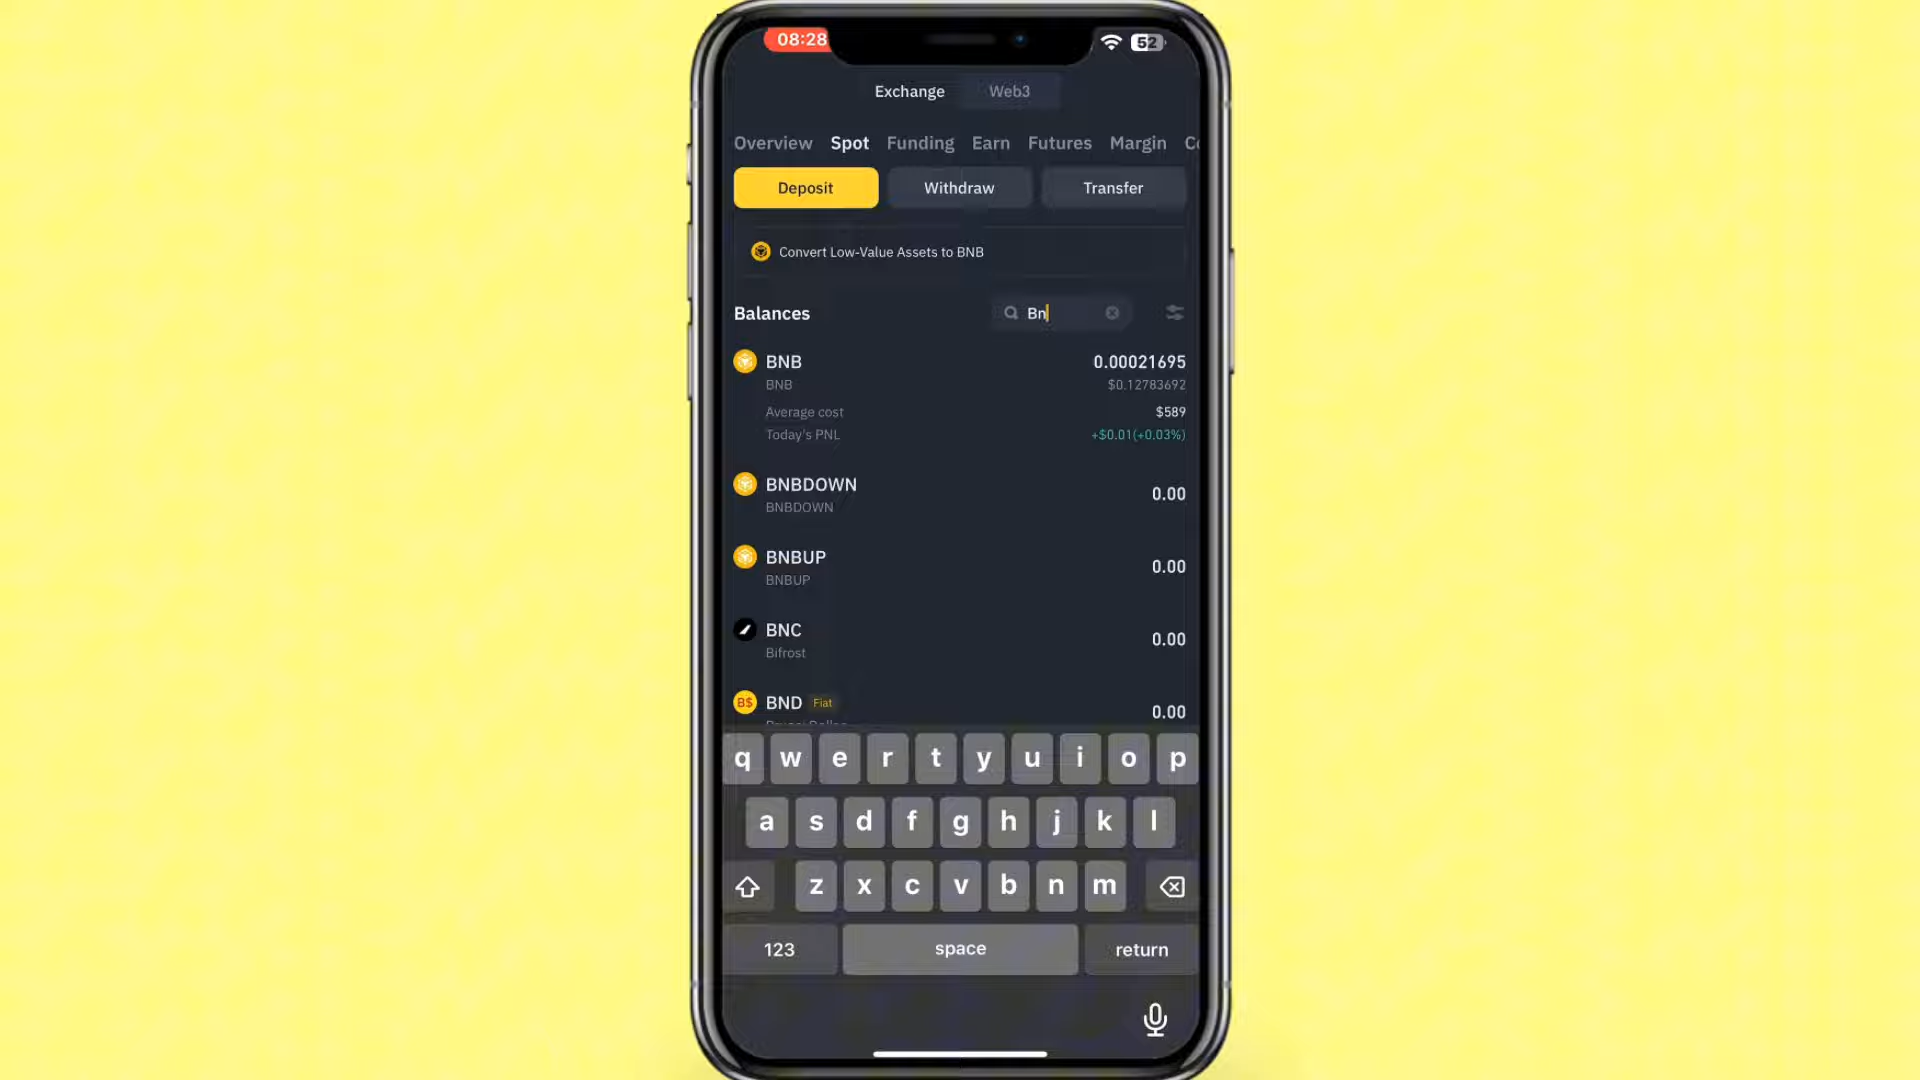 08:28 52
Exchange Web3
Overview Spot Funding Earn Futures Margin
Deposit Withdraw Transfer
Convert Low-Value Assets to BNB
Balances Bn
BNB 0.00021695
BNB $0.12783692
Average cost $589
Today's PNL +$0.01(+0.03%)
BNBDOWN 0.00
BNBDOWN
BNBUP 0.00
BNBUP
BNC 0.00
Bifrost
B$ BND Fiat 0.00
q w e r t y u i o p
a s d f g h j k l
z x c v b n m
123 space return